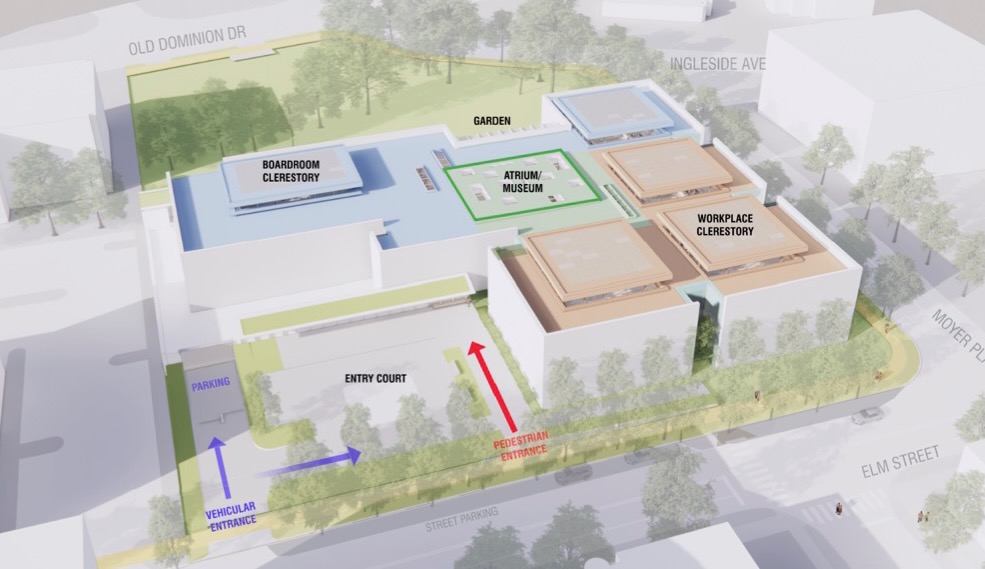 OLD DOMINION DR
INGLESIDE AVE
GARDEN
BOARDROOM
CLERESTORY
ATRIUM/
MUSEUM
WORKPLACE
CLERESTORY
MOYER PL
PARKING
ENTRY COURT
PEDESTRIAN
ENTRANCE
ELM STREET
VEHICULAR
ENTRANCE
STREET PARKING